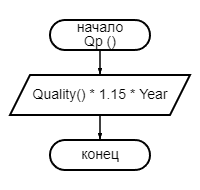 начало
Qp ()
Quality() * 1.15 * Year
конец